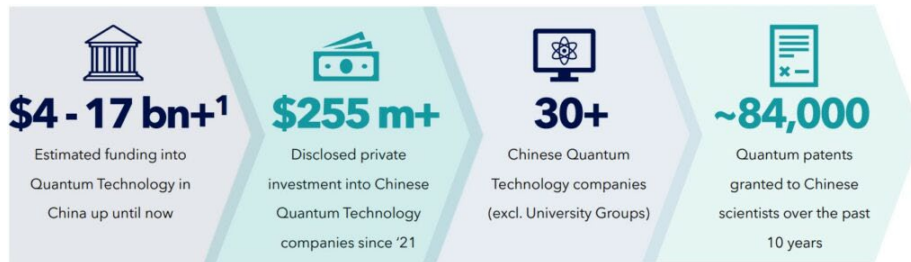 $4 - 17 bn+¹
Estimated funding into
Quantum Technology in
China up until now
$255 m+
Disclosed private
investment into Chinese
Quantum Technology
companies since '21
30+
Chinese Quantum
Technology companies
(excl. University Groups)
~84,000
Quantum patents
granted to Chinese
scientists over the past
10 years